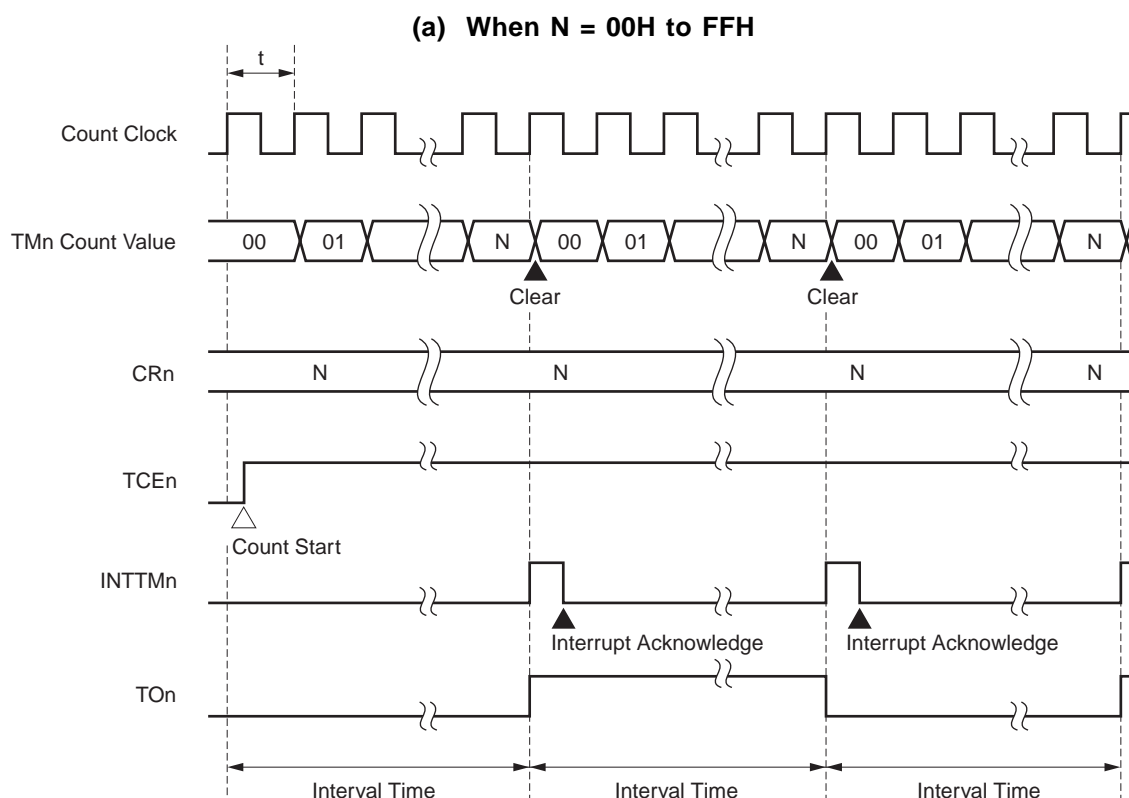 (a) When N = 00H to FFH
t
Count Clock
TMn Count Value 00 01 N 00 01 N 00 01 N
Clear Clear
CRn N N N N
TCEn
Count Start
INTTMn
Interrupt Acknowledge Interrupt Acknowledge
TOn
Interval Time Interval Time Interval Time